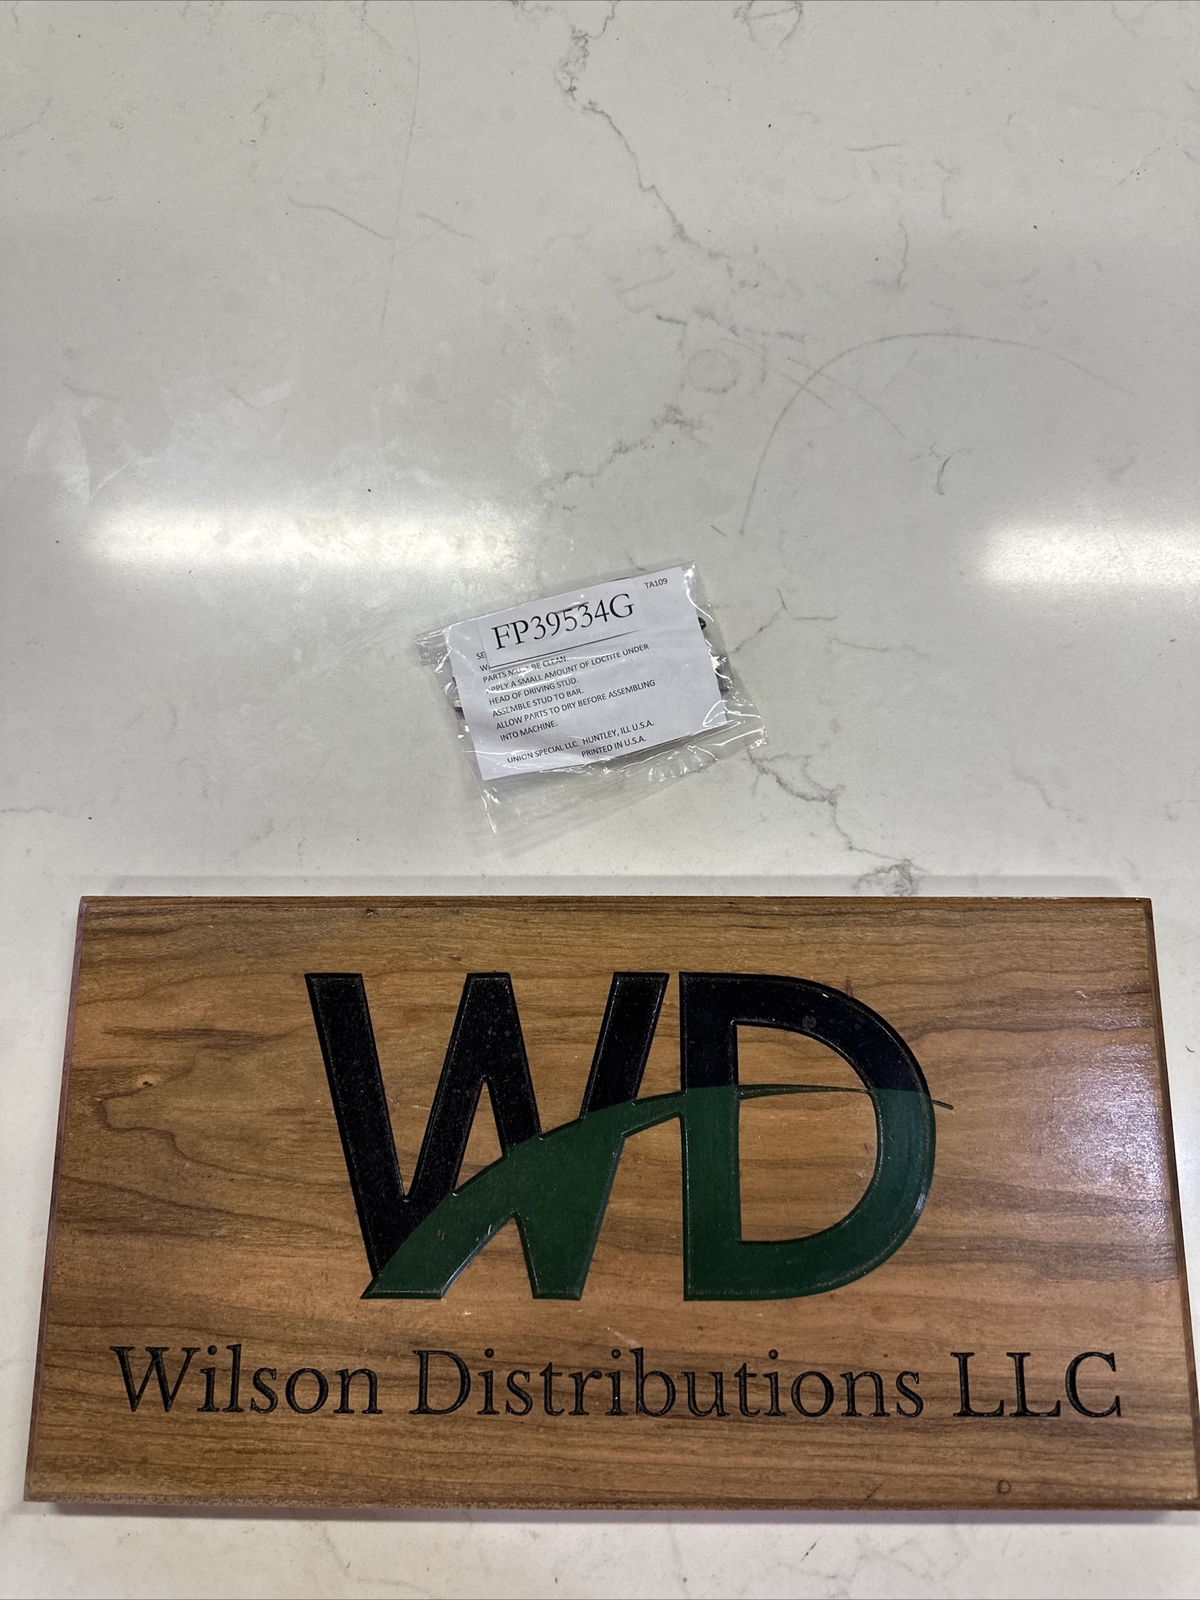 TA109
FP39534G
PARTS MUST BE CLEAN
APPLY A SMALL AMOUNT OF LOCTITE UNDER
HEAD OF DRIVING STUD.
ASSEMBLE STUD TO BAR.
ALLOW PARTS TO DRY BEFORE ASSEMBLING
INTO MACHINE.
UNION SPECIAL LLC HUNTLEY, ILL U.S.A.
PRINTED IN U.S.A.
WD
Wilson Distributions LLC